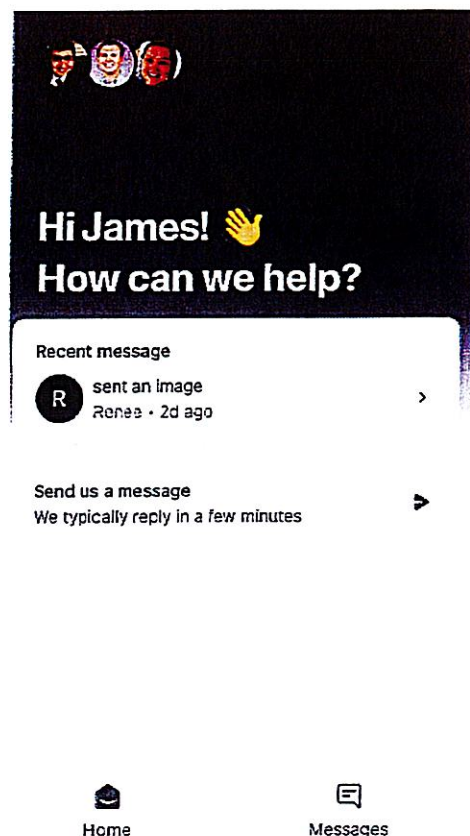 Hi James! 👋
How can we help?
Recent message
R
sent an image
Renee • 2d ago
Send us a message
We typically reply in a few minutes
Home
Messages